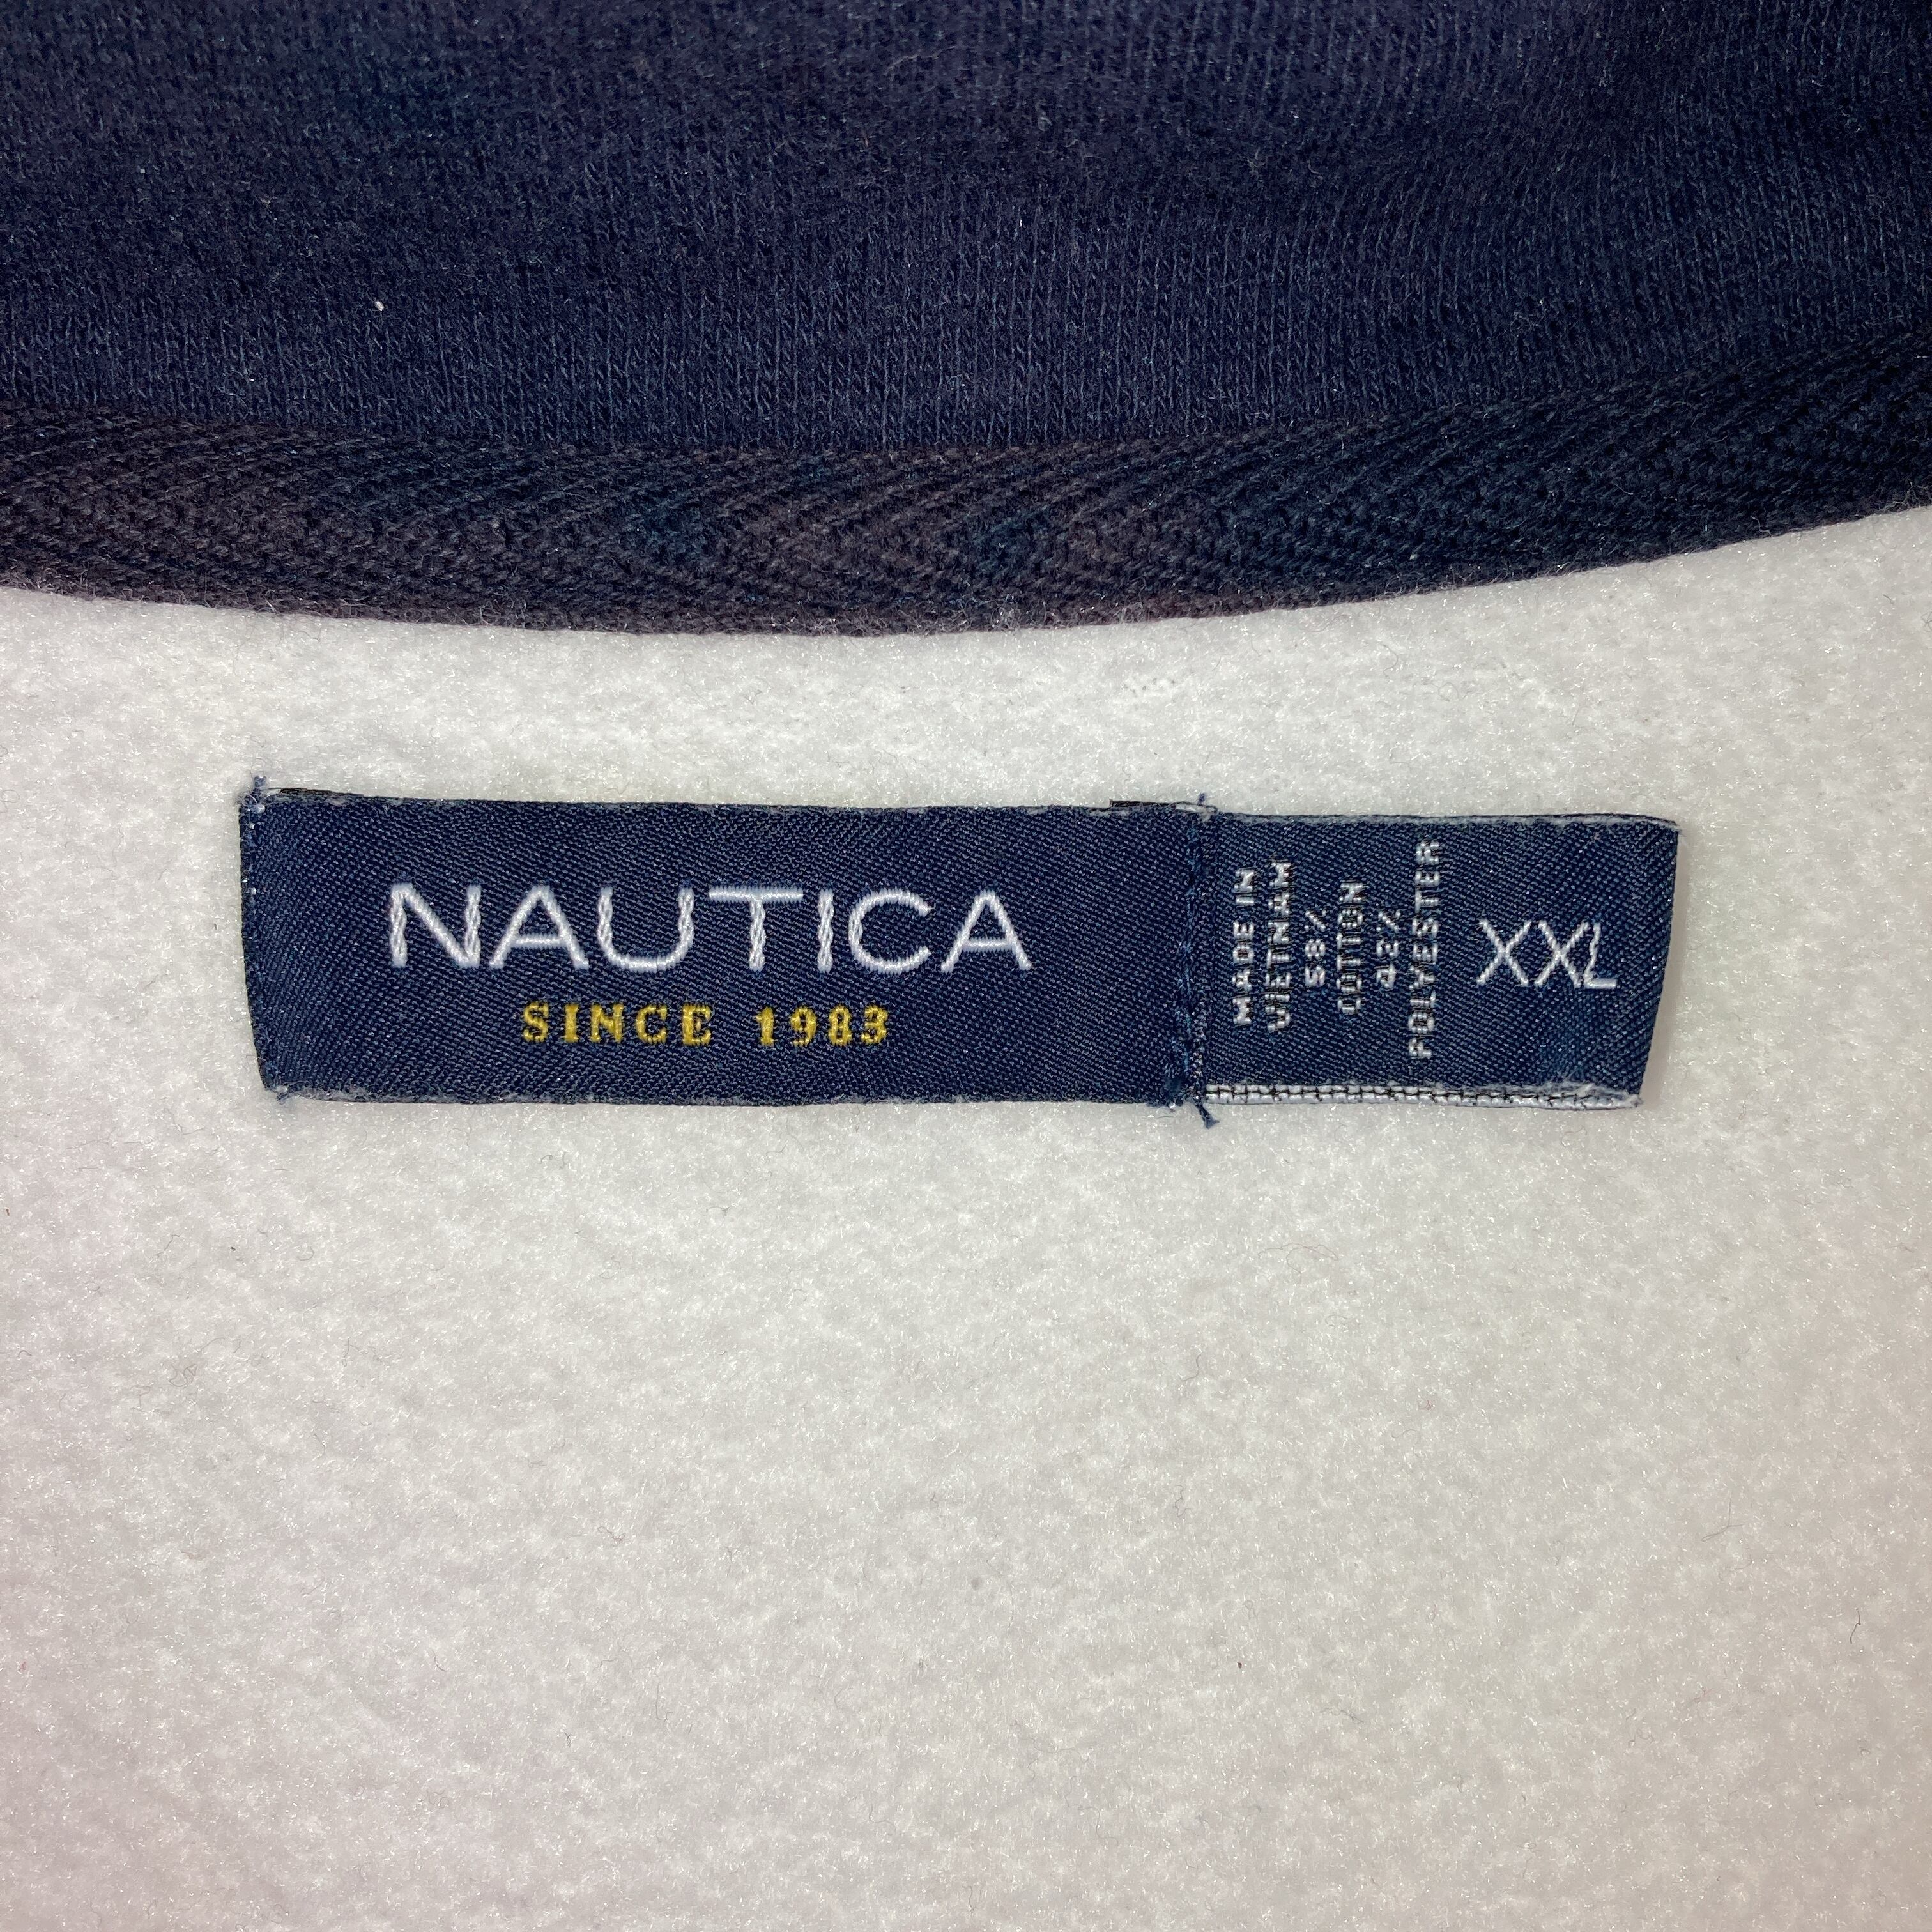 NAUTICA
SINCE 1983
MADE IN
VIETNAM
58%
COTTON
42%
POLYESTER
XXL